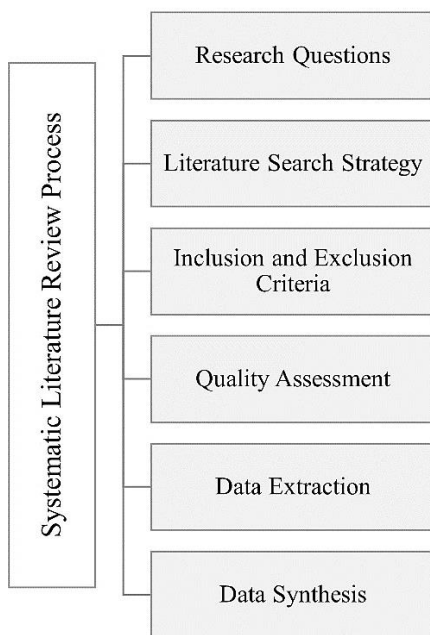 Systematic Literature Review Process
Research Questions
Literature Search Strategy
Inclusion and Exclusion
Criteria
Quality Assessment
Data Extraction
Data Synthesis